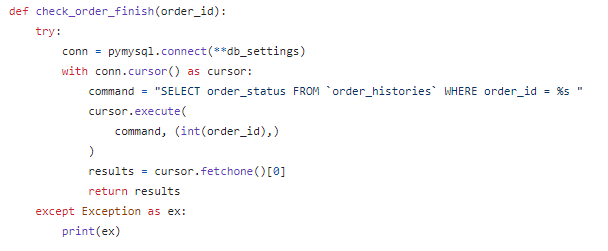 def check_order_finish(order_id):
    try:
        conn = pymysql.connect(**db_settings)
        with conn.cursor() as cursor:
            command = "SELECT order_status FROM `order_histories` WHERE order_id = %s "
            cursor.execute(
                command, (int(order_id),)
            )
            results = cursor.fetchone()[0]
            return results
    except Exception as ex:
        print(ex)